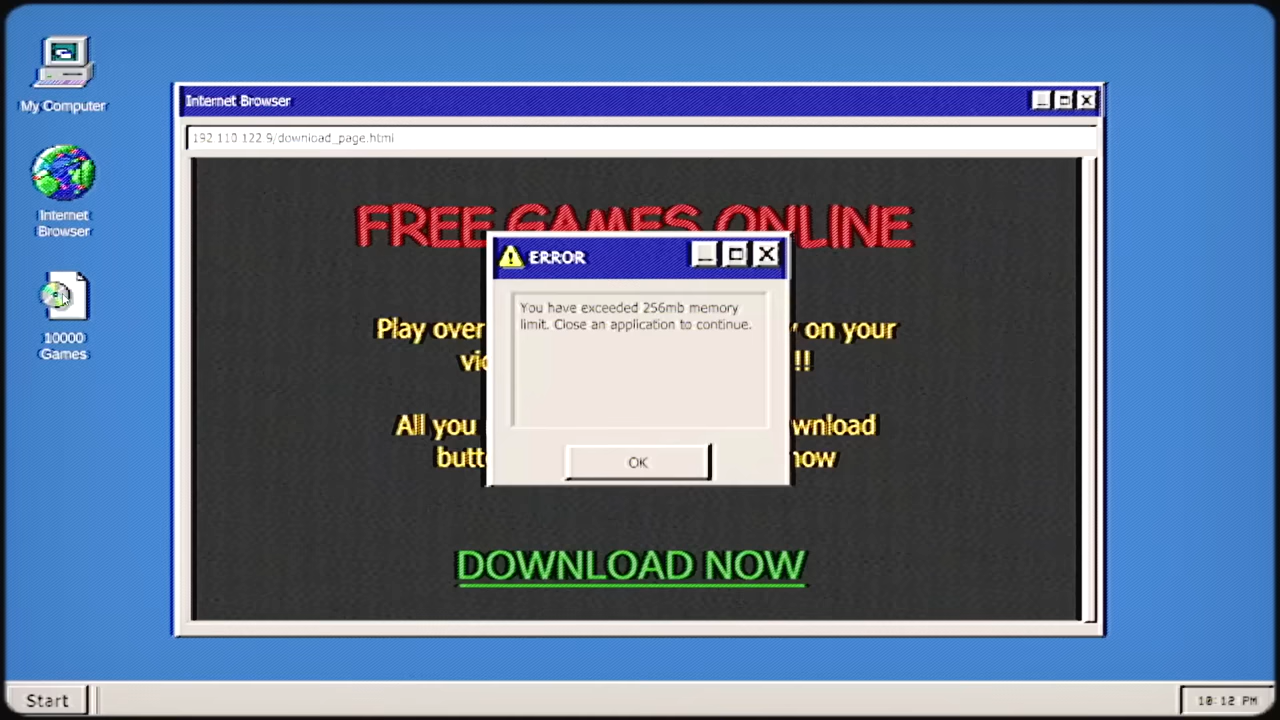 My Computer
Internet
Browser
10000
Games
Internet Browser
192.110.122.9/download_page.html
FREE GAMES ONLINE
Play over
y on your
!!
All you
wnload
now
DOWNLOAD NOW
ERROR
You have exceeded 256mb memory
limit. Close an application to continue.
OK
Start
10:12 PM